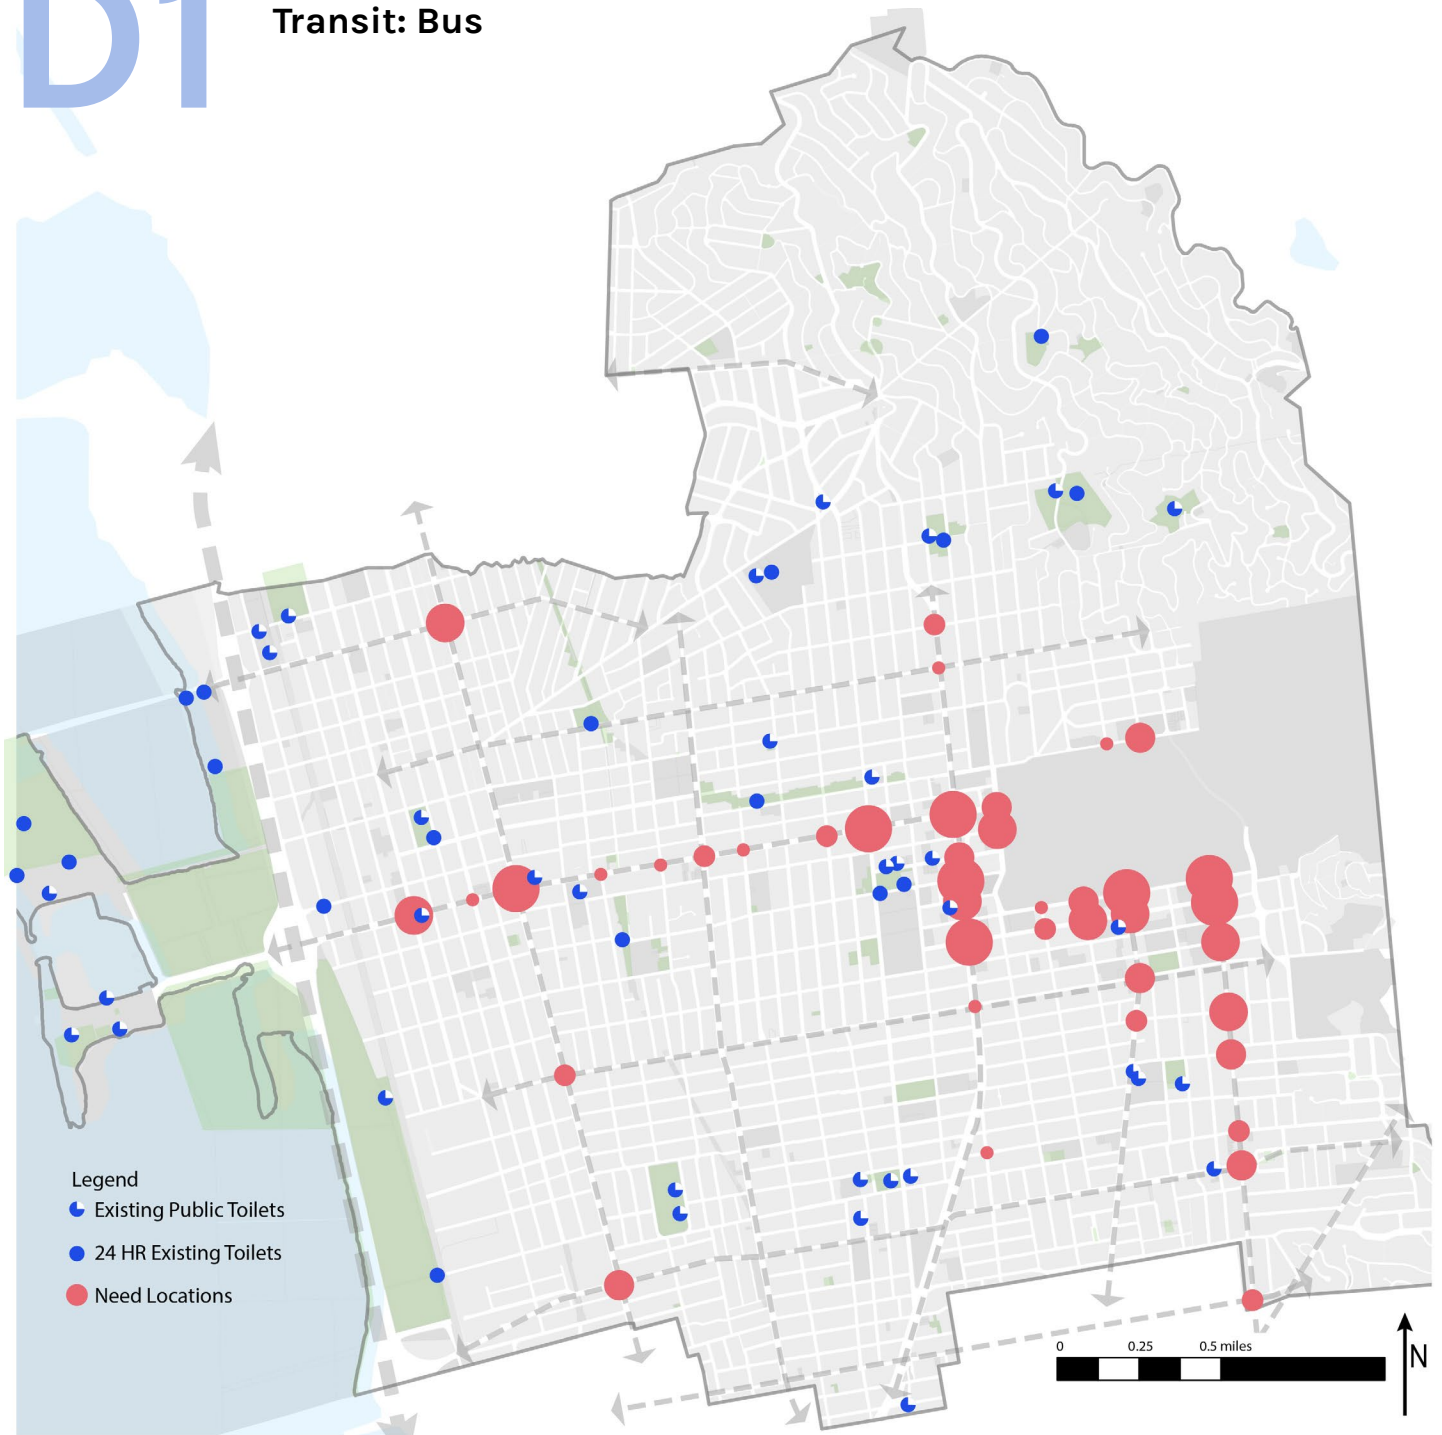 D1
Transit: Bus
Legend
Existing Public Toilets
24 HR Existing Toilets
Need Locations
0 0.25 0.5 miles
N